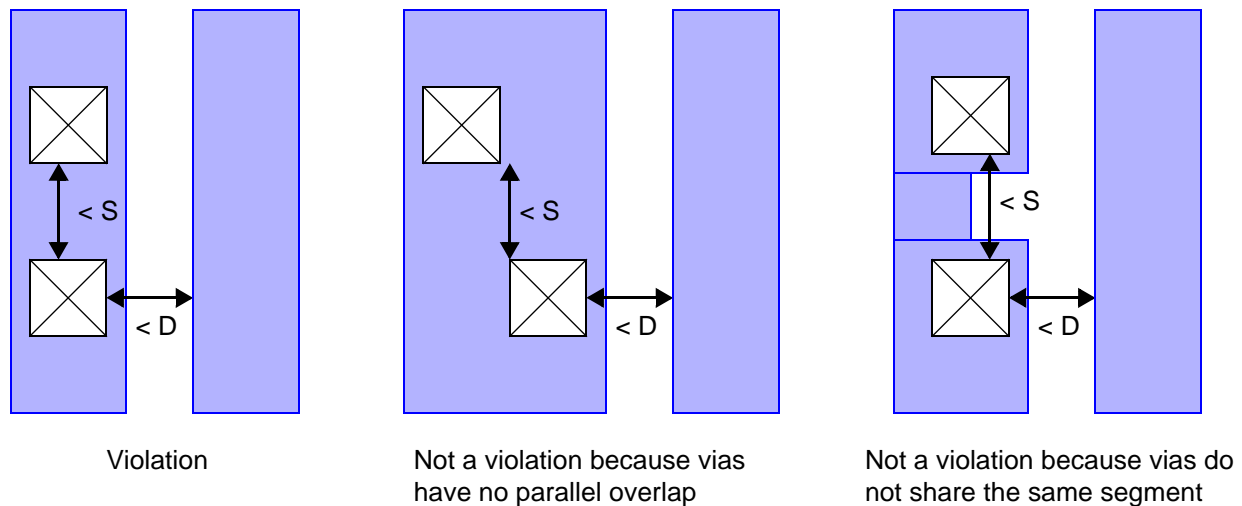 < S
< D
Violation
< S
< D
Not a violation because vias
have no parallel overlap
< S
< D
Not a violation because vias do
not share the same segment